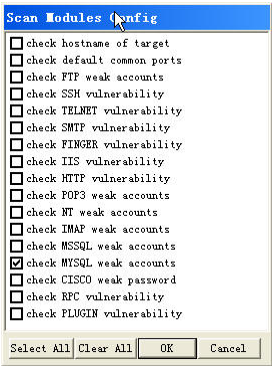 Scan Modules Config
check hostname of target
check default common ports
check FTP weak accounts
check SSH vulnerability
check TELNET vulnerability
check SMTP vulnerability
check FINGER vulnerability
check IIS vulnerability
check HTTP vulnerability
check POP3 weak accounts
check NT weak accounts
check IMAP weak accounts
check MSSQL weak accounts
check MYSQL weak accounts
check CISCO weak password
check RPC vulnerability
check PLUGIN vulnerability
Select All Clear All OK Cancel